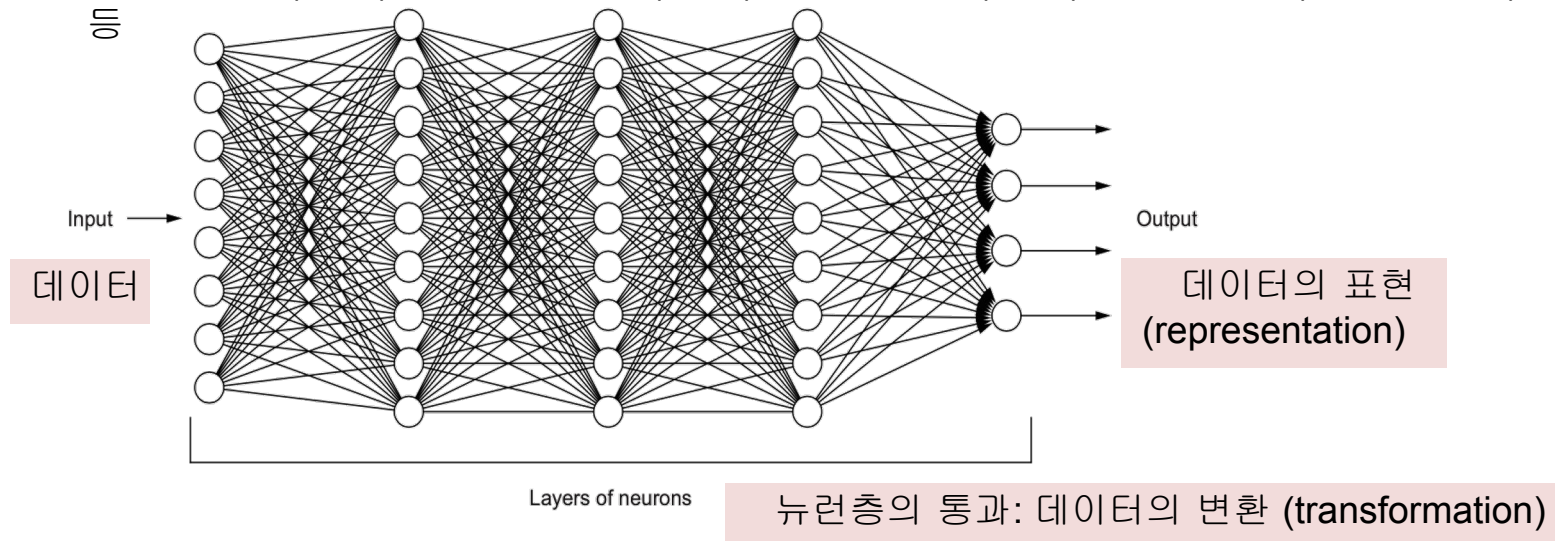 등
Input
데이터
Output
데이터의 표현
(representation)
Layers of neurons
뉴런층의 통과: 데이터의 변환 (transformation)